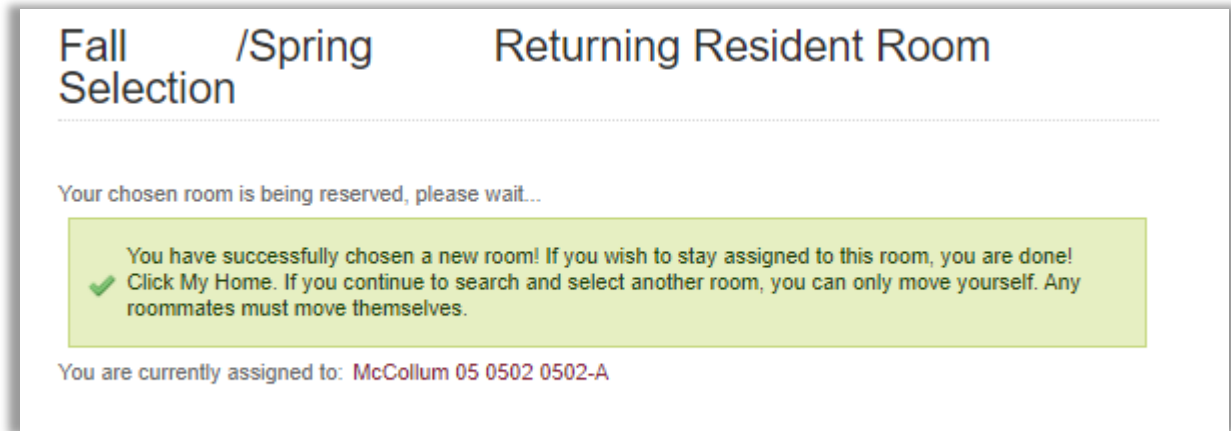 Fall /Spring Returning Resident Room
Selection
Your chosen room is being reserved, please wait...
You have successfully chosen a new room! If you wish to stay assigned to this room, you are done!
Click My Home. If you continue to search and select another room, you can only move yourself. Any
roommates must move themselves.
You are currently assigned to: McCollum 05 0502 0502-A